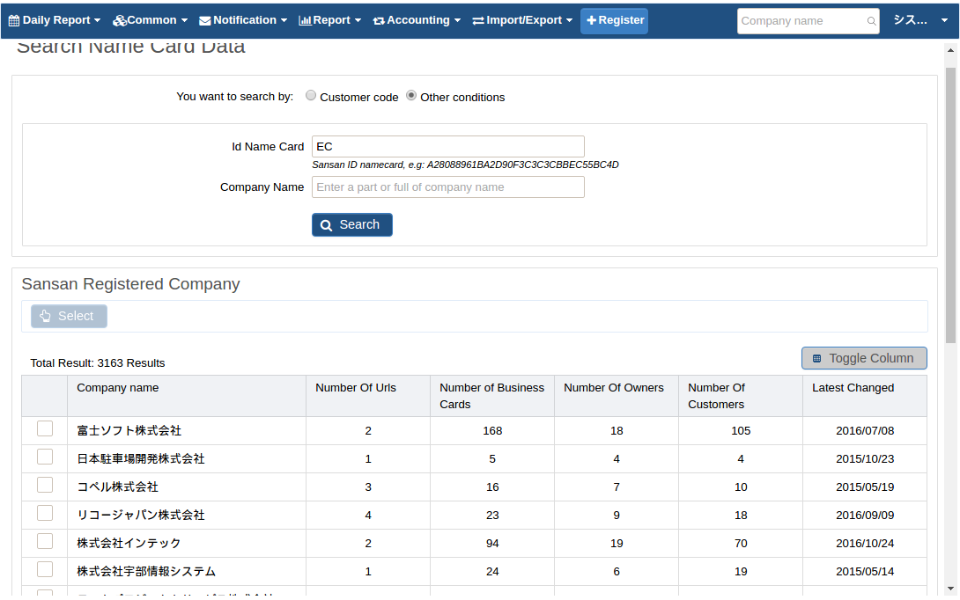 Daily Report Common Notification Report Accounting Import/Export Register Company name シス...
Search Name Card Data
You want to search by: Customer code Other conditions
Id Name Card EC
Sansan ID namecard, e.g: A28088961BA2D90F3C3C3CBBEC55BC4D
Company Name Enter a part or full of company name
Search
Sansan Registered Company
Select
Total Result: 3163 Results Toggle Column
Company name Number Of Urls Number of Business Cards Number Of Owners Number Of Customers Latest Changed
富士ソフト株式会社 2 168 18 105 2016/07/08
日本駐車場開発株式会社 1 5 4 4 2015/10/23
コベル株式会社 3 16 7 10 2015/05/19
リコージャパン株式会社 4 23 9 18 2016/09/09
株式会社インテック 2 94 19 70 2016/10/24
株式会社宇部情報システム 1 24 6 19 2015/05/14